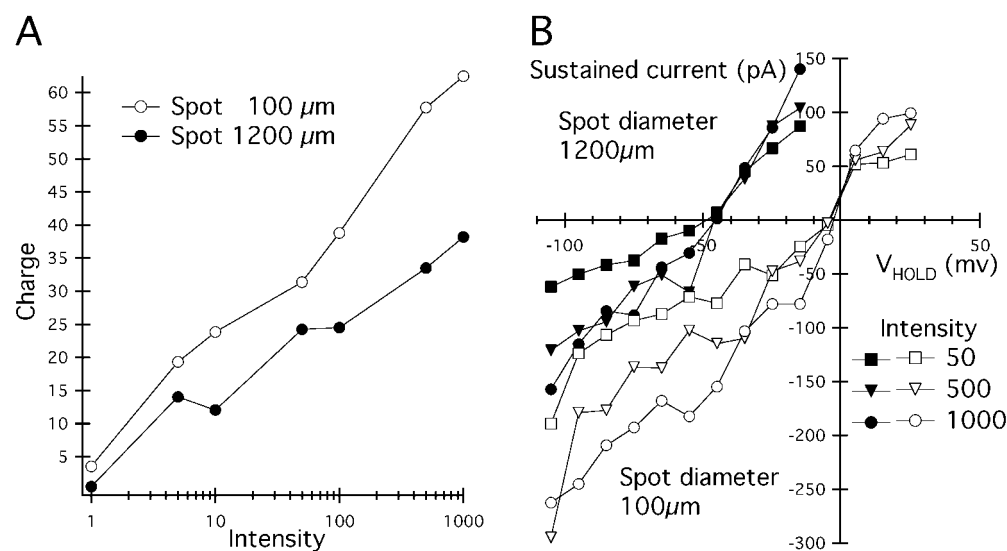 A
Spot 100 µm
Spot 1200 µm
Charge
60
55
50
45
40
35
30
25
20
15
10
5
1
10
100
1000
Intensity
B
Sustained current (pA)
Spot diameter
1200µm
150
100
50
-50
-100
-150
-200
-250
-300
-100
-50
50
V HOLD (mv)
Intensity
50
500
1000
Spot diameter
100µm